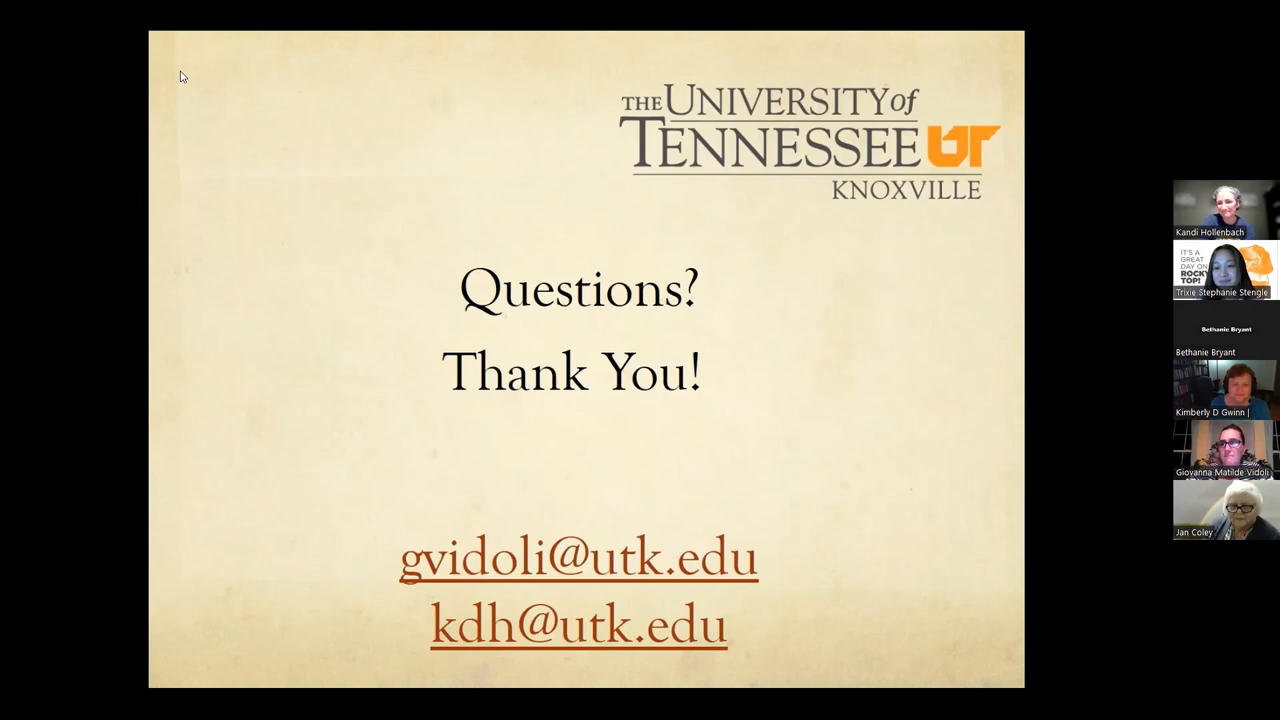 THE UNIVERSITY of
TENNESSEE UT
KNOXVILLE
Questions?
Thank You!
gvidoli@utk.edu
kdh@utk.edu
Kandi Hollenbach
IT'S A
GREAT
DAY ON
ROCKY
TOP!
Trixie Stephanie Stengle
Bethanie Bryant
Bethanie Bryant
Kimberly D Gwinn |
Giovanna Matilde Vidoli
Jan Coley